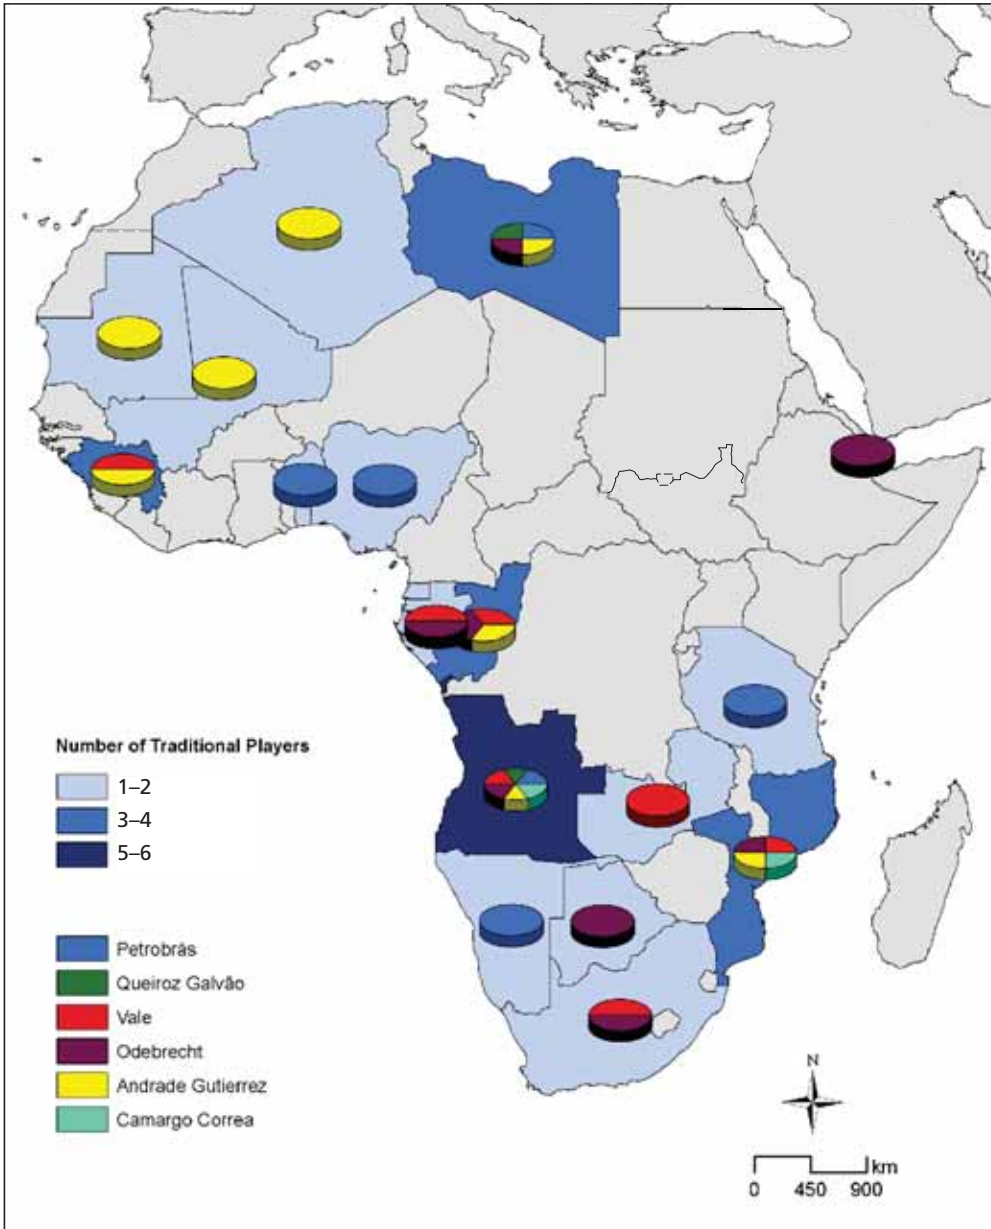 Number of Traditional Players
1–2
3–4
5–6
Petrobrás
Queiroz Galvão
Vale
Odebrecht
Andrade Gutierrez
Camargo Correa
N
km
0 450 900